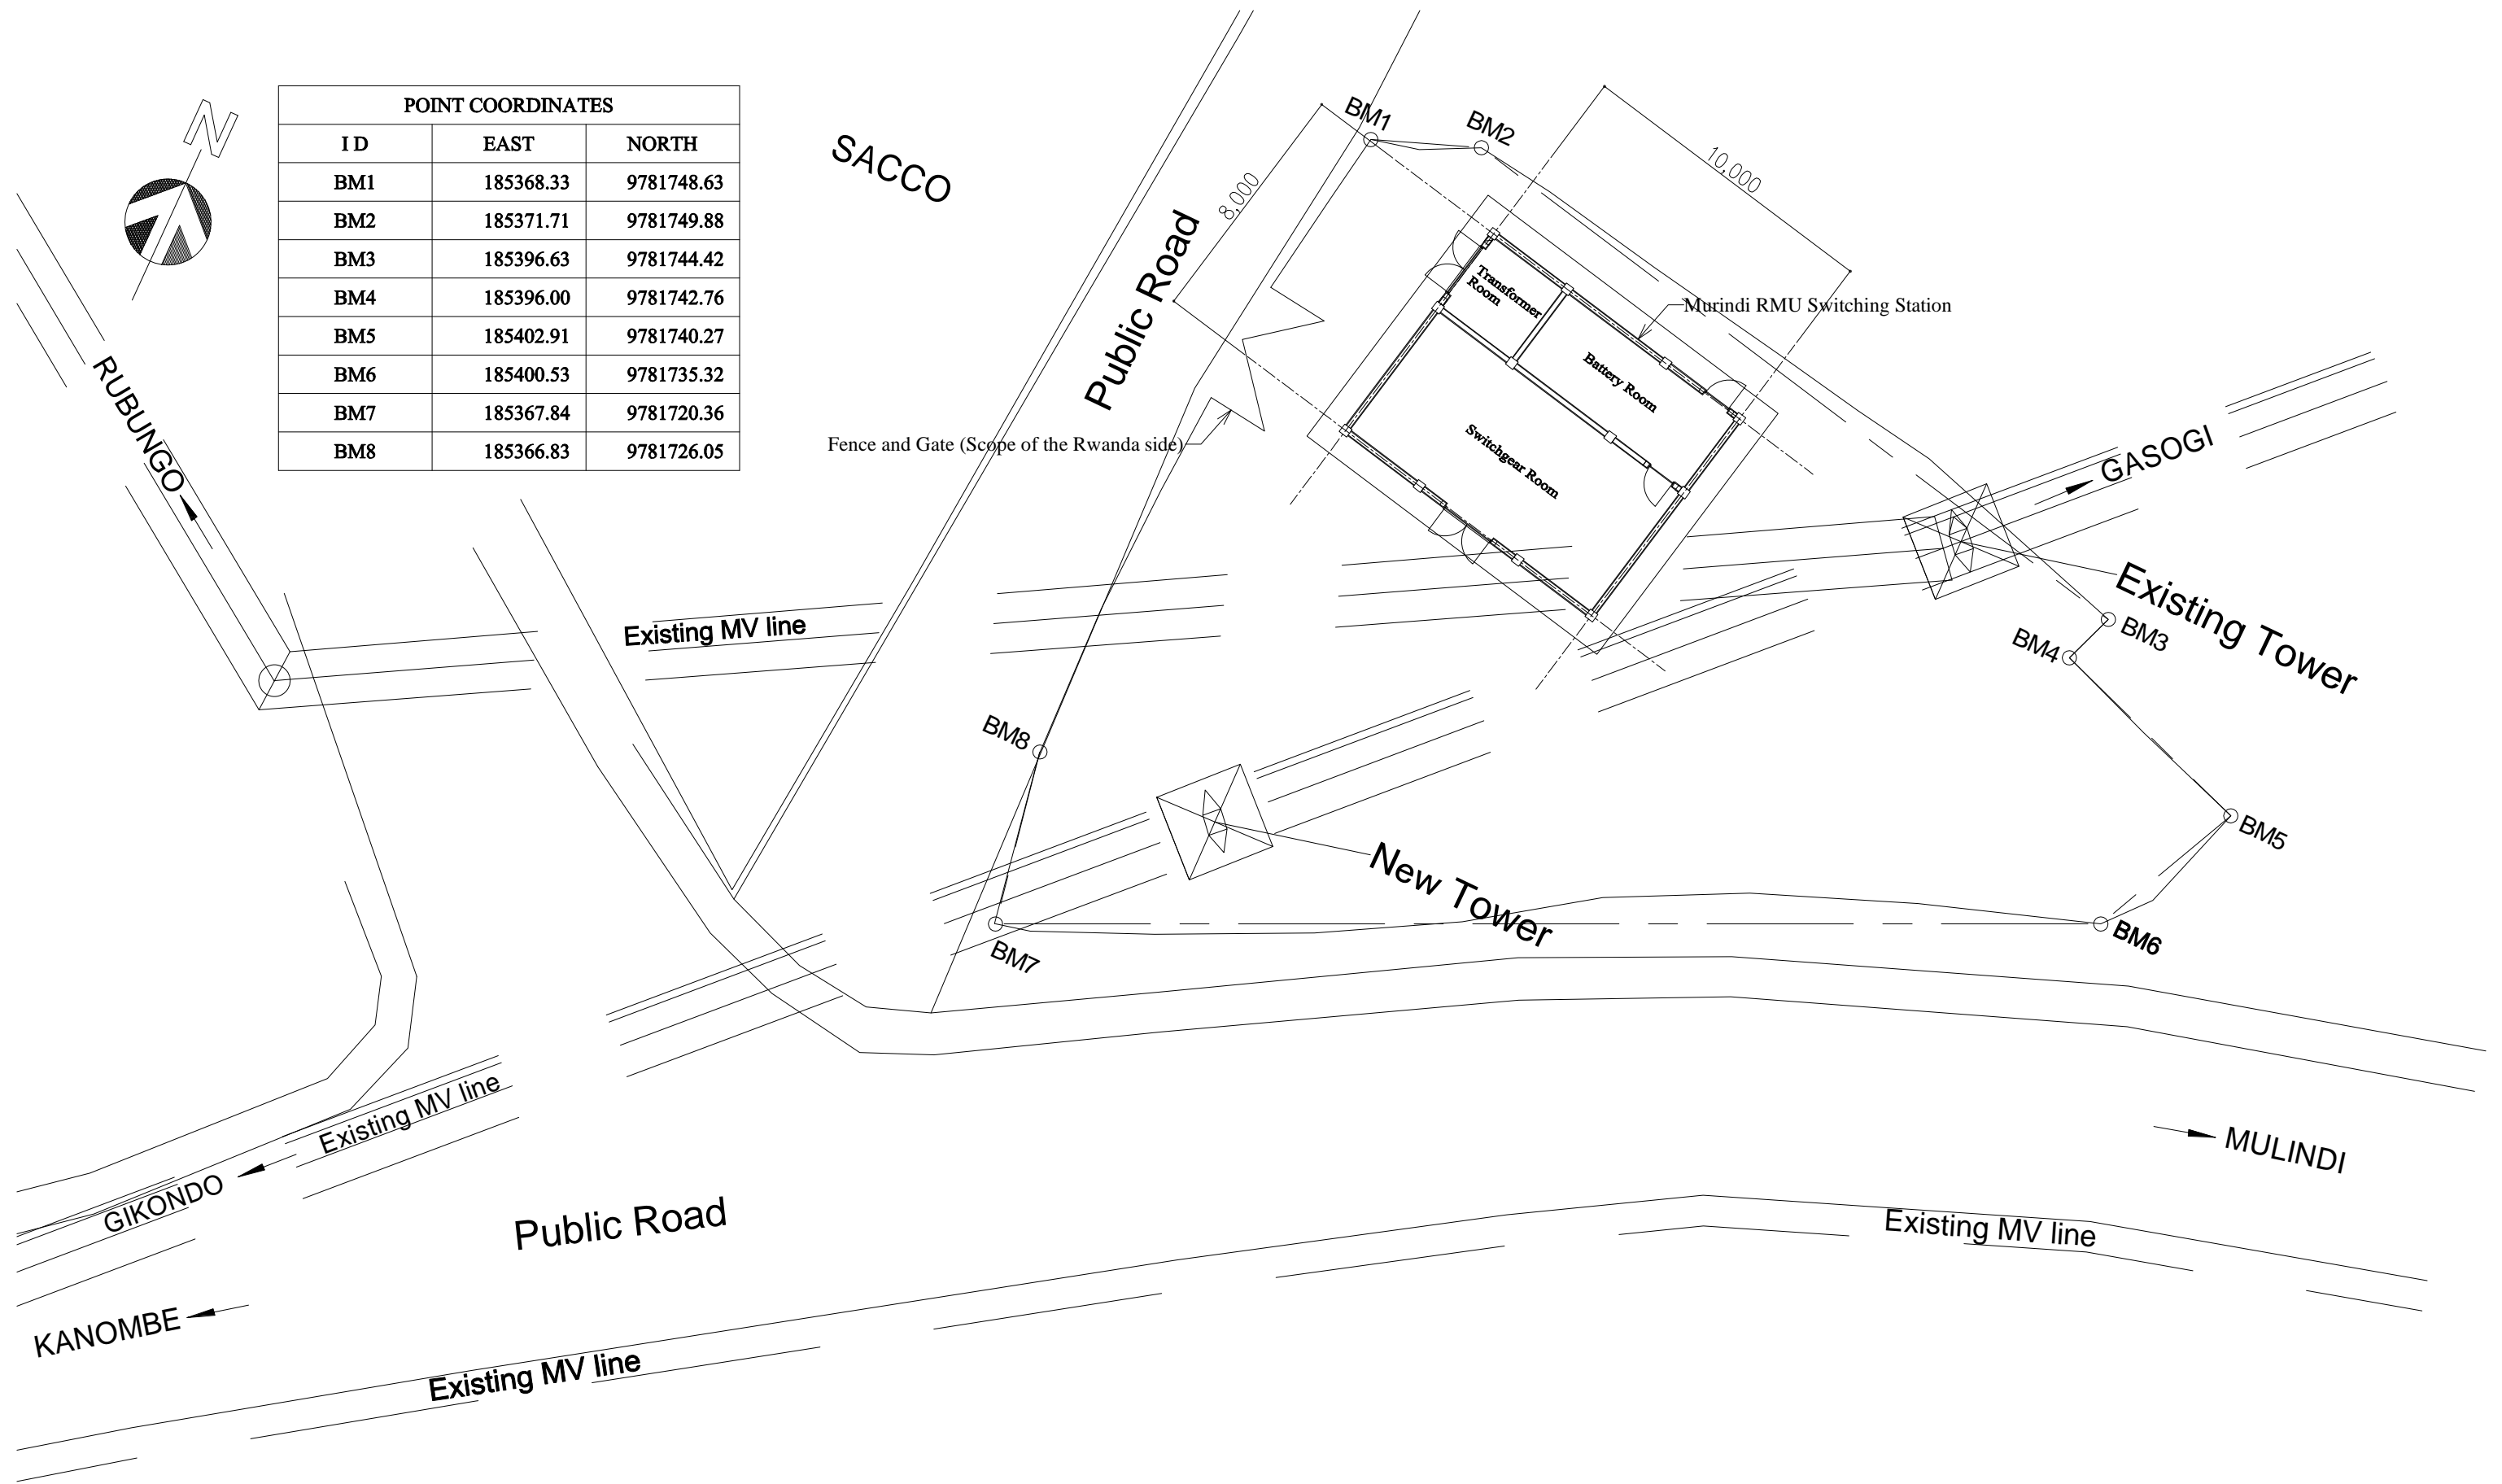 N
POINT COORDINATES
I D EAST NORTH
BM1 185368.33 9781748.63
BM2 185371.71 9781749.88
BM3 185396.63 9781744.42
BM4 185396.00 9781742.76
BM5 185402.91 9781740.27
BM6 185400.53 9781735.32
BM7 185367.84 9781720.36
BM8 185366.83 9781726.05
SACCO
BM1
BM2
8,000
10,000
Public Road
Transformer
Room
Murindi RMU Switching Station
Battery Room
Switchgear Room
Fence and Gate (Scope of the Rwanda side)
RUBUNGO
GASOGI
Existing Tower
Existing MV line
BM3
BM4
BM8
BM5
New Tower
BM7
BM6
Existing MV line
GIKONDO
MULINDI
Public Road
Existing MV line
KANOMBE
Existing MV line